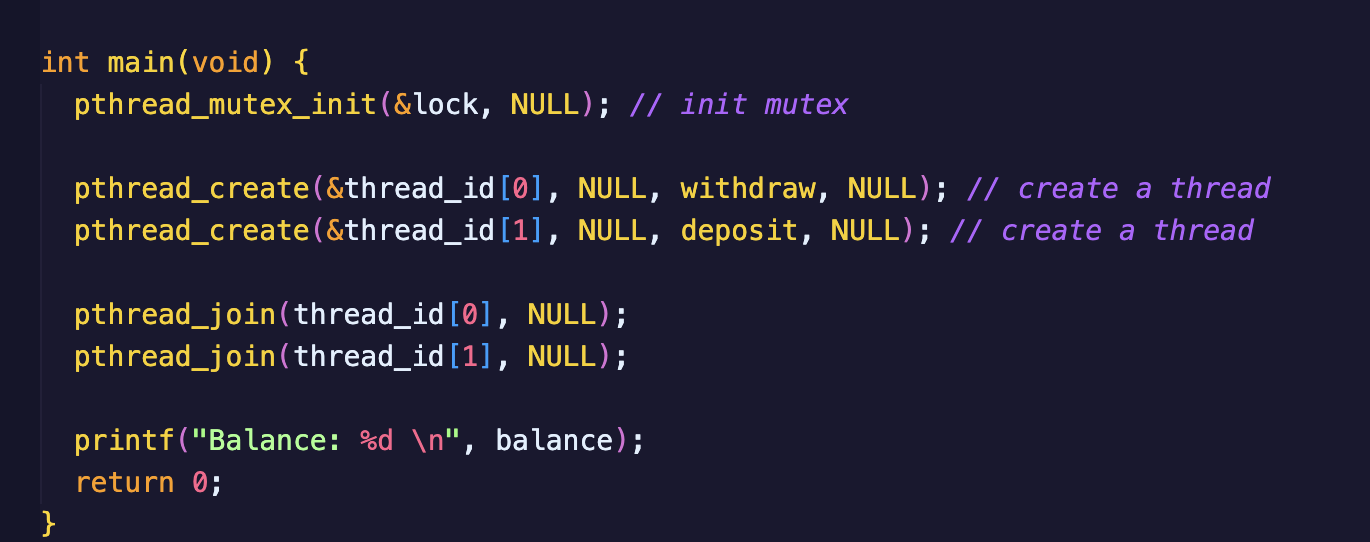 int main(void) {
pthread_mutex_init(&lock, NULL); // init mutex
pthread_create(&thread_id[0], NULL, withdraw, NULL); // create a thread
pthread_create(&thread_id[1], NULL, deposit, NULL); // create a thread
pthread_join(thread_id[0], NULL);
pthread_join(thread_id[1], NULL);
printf("Balance: %d \n", balance);
return 0;
}